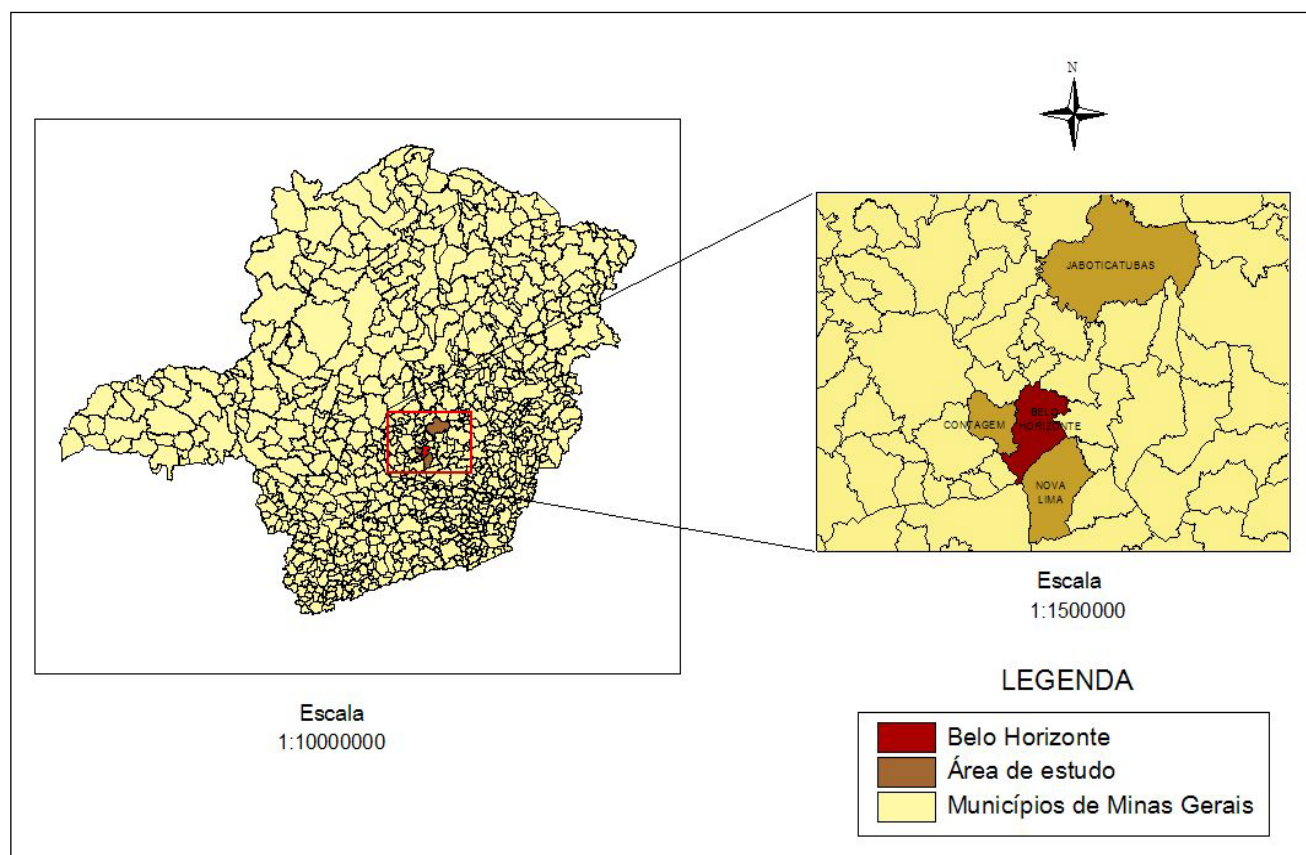 N
JABOTICATUBAS
BELO
HORIZONTE
CONTAGEM
NOVA
LIMA
Escala
1:1500000
Escala
1:10000000
LEGENDA
Belo Horizonte
Área de estudo
Municípios de Minas Gerais